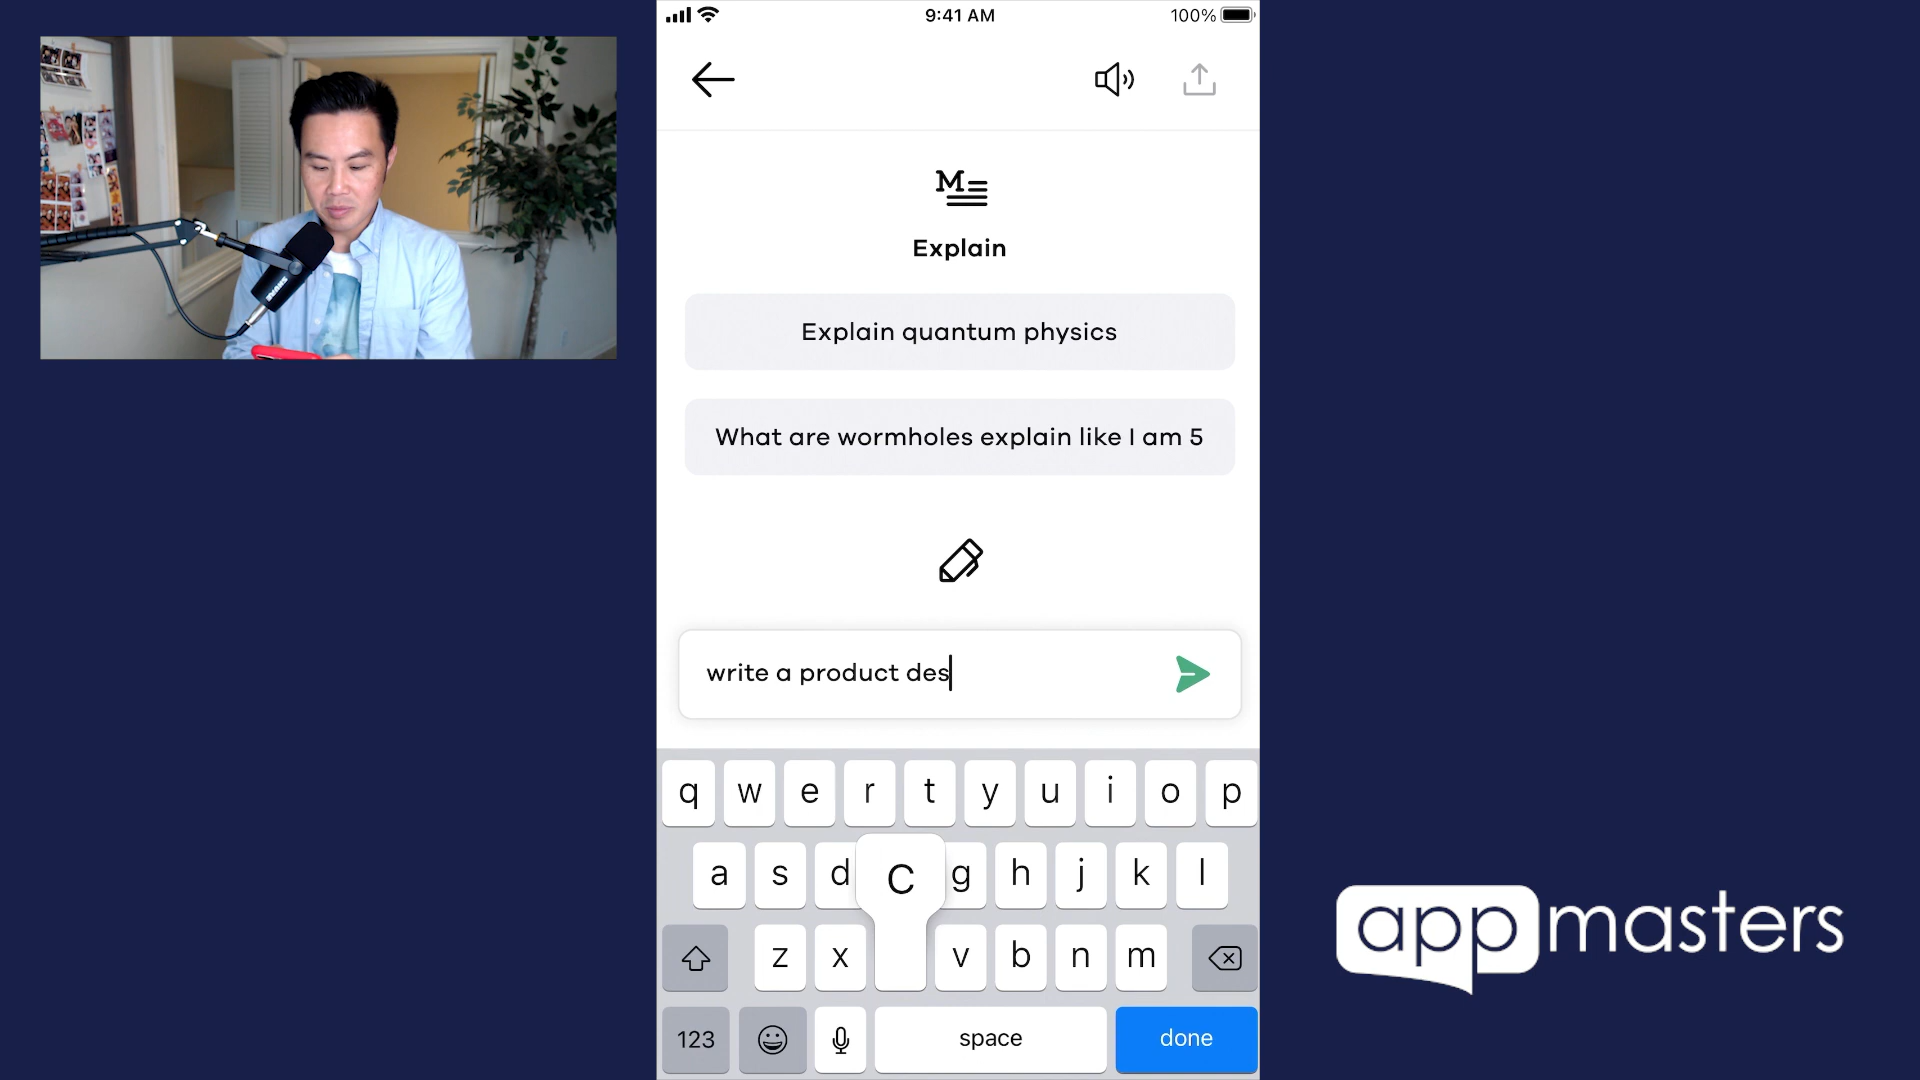 9:41 AM
100%
M
Explain
Explain quantum physics
What are wormholes explain like I am 5
write a product des
q w e r t y u i o p
a s d C g h j k l
z x v b n m
123 space done
SHURE
app masters